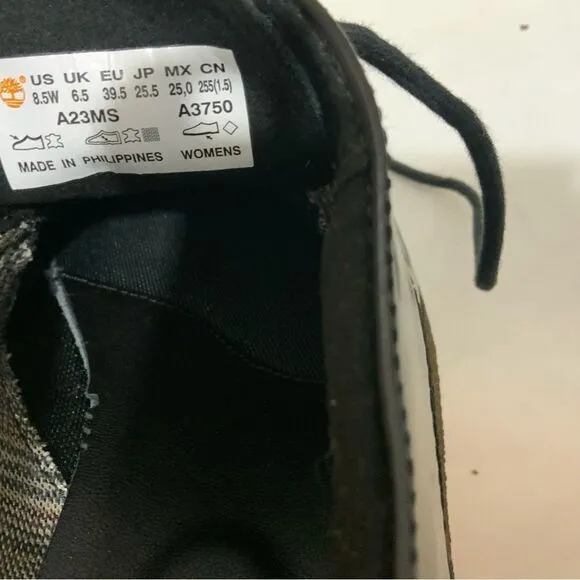 US UK EU JP MX CN
8.5W 6.5 39.5 25.5 25,0 255(1.5)
A23MS A3750
MADE IN PHILIPPINES WOMENS